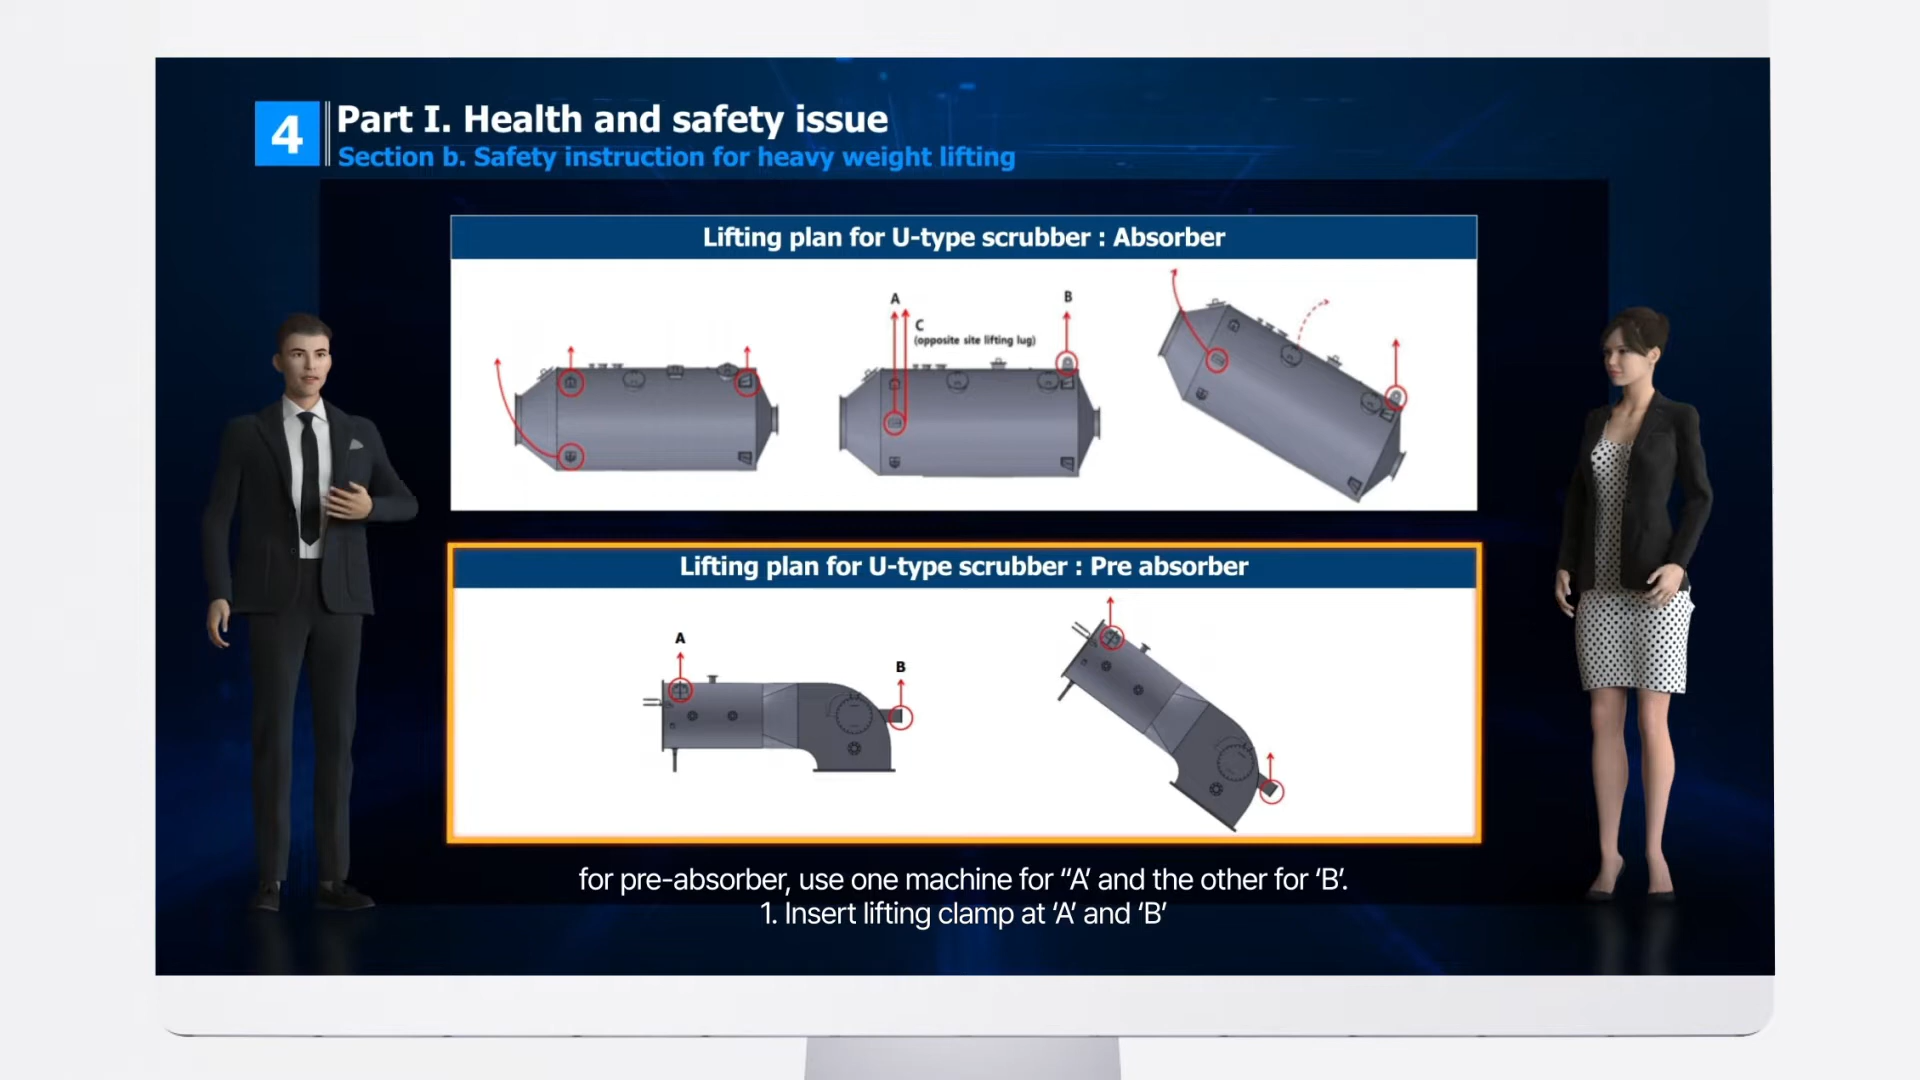 4
Part I. Health and safety issue
Section b. Safety instruction for heavy weight lifting
Lifting plan for U-type scrubber : Absorber
A
B
C
(opposite site lifting lug)
Lifting plan for U-type scrubber : Pre absorber
A
B
for pre-absorber, use one machine for “A’ and the other for ‘B’.
1. Insert lifting clamp at ‘A’ and ‘B’